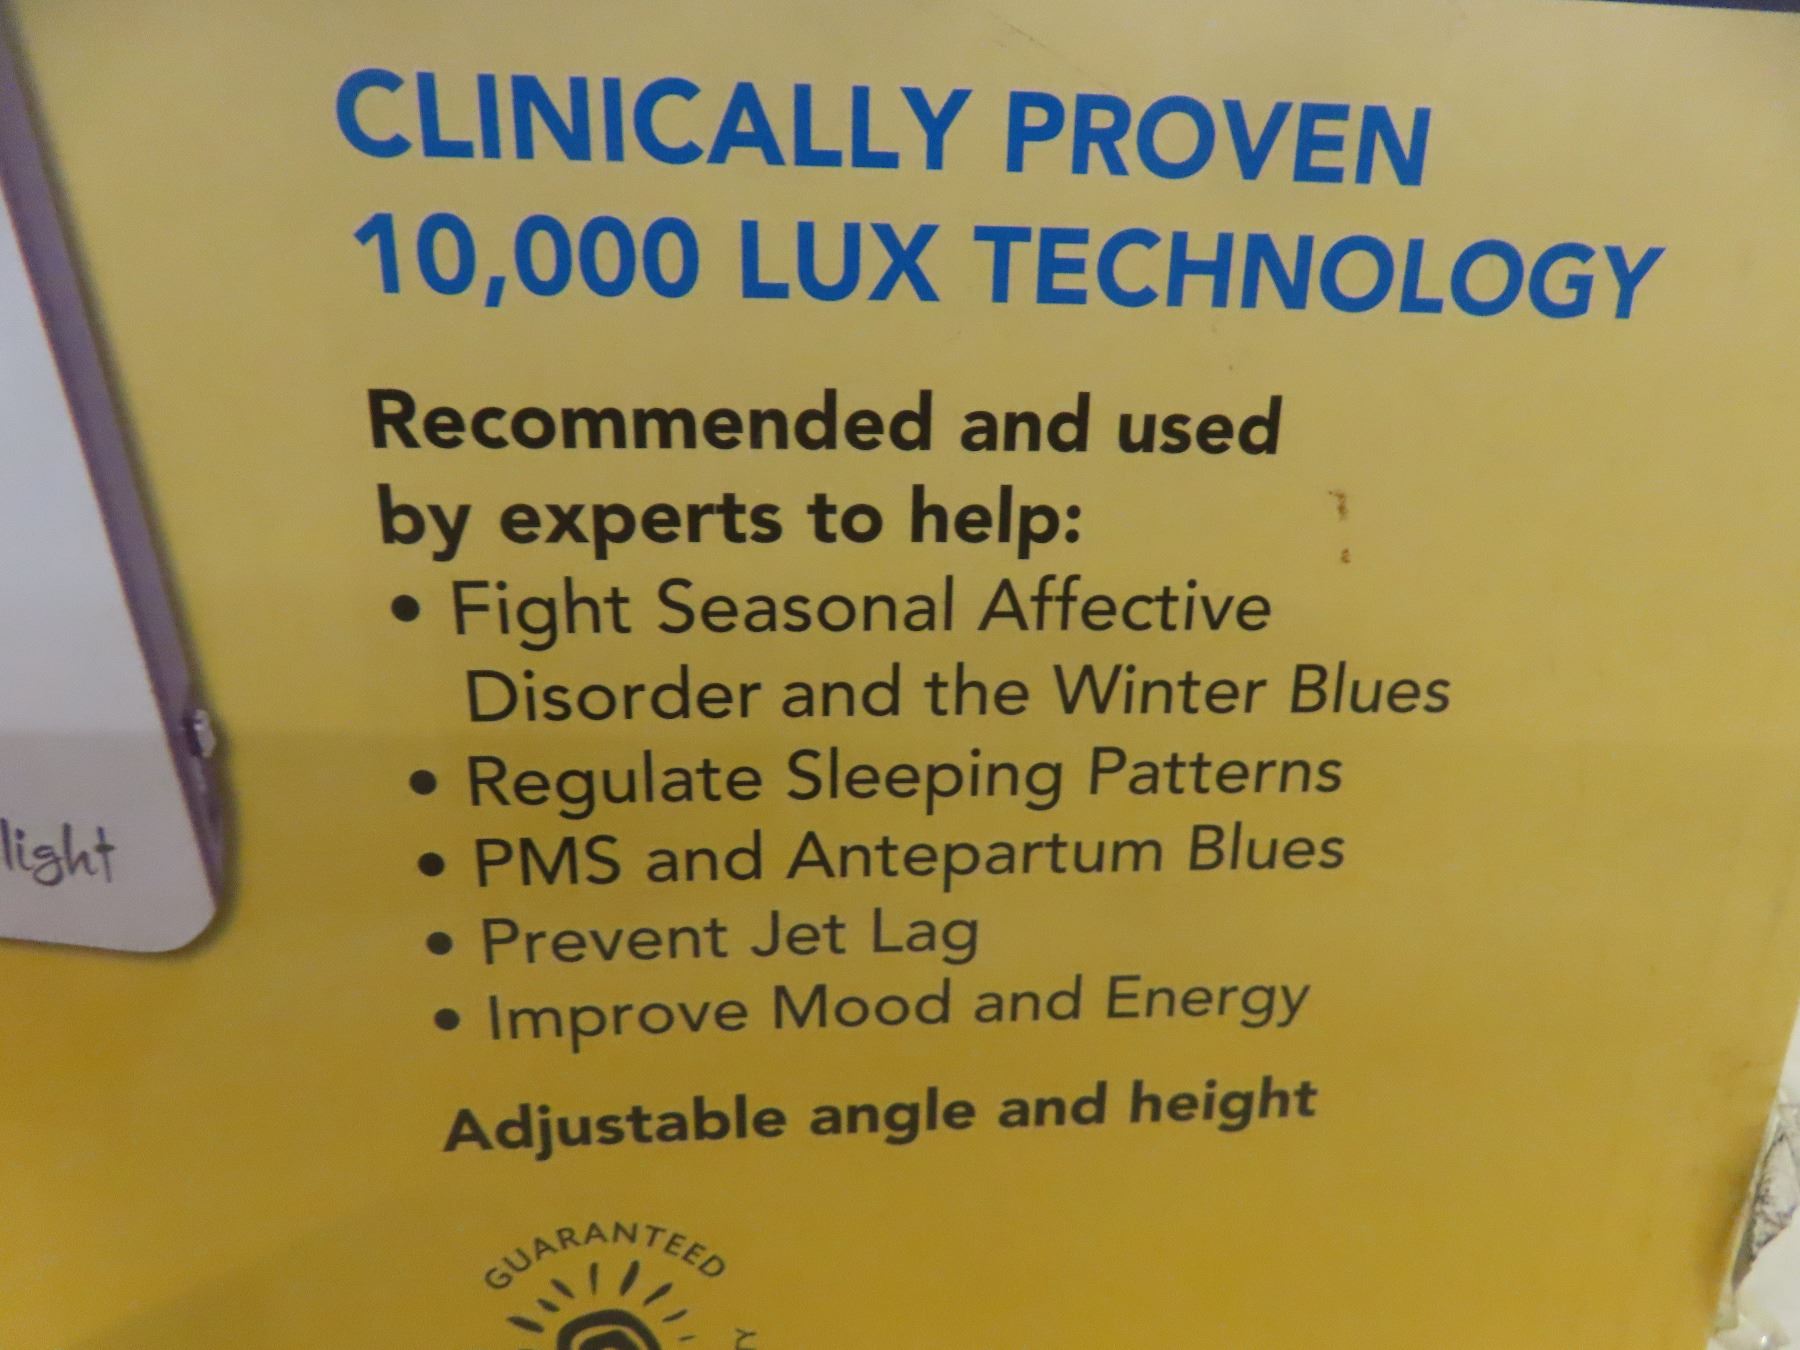 CLINICALLY PROVEN
10,000 LUX TECHNOLOGY
Recommended and used
by experts to help:
• Fight Seasonal Affective
Disorder and the Winter Blues
• Regulate Sleeping Patterns
• PMS and Antepartum Blues
• Prevent Jet Lag
• Improve Mood and Energy
Adjustable angle and height
light
GUARANTEED